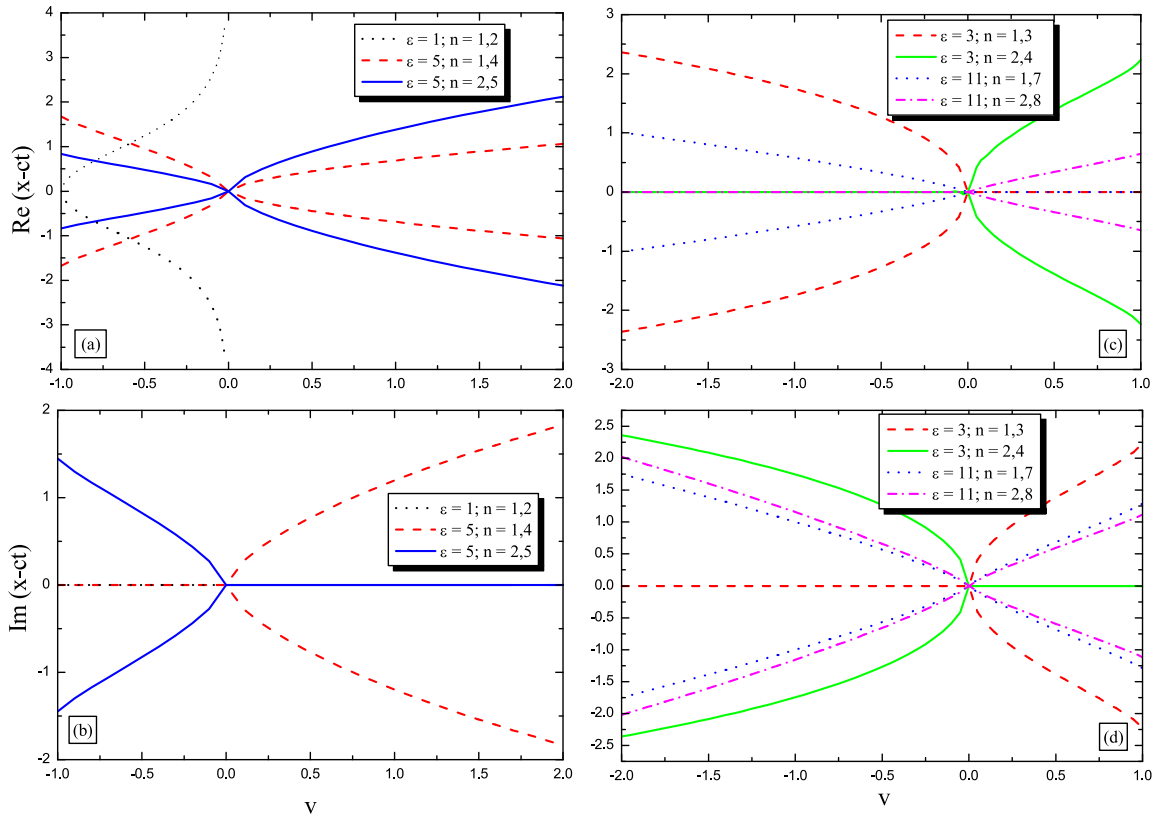 4
3
2
1
0
-1
-2
-3
-4
Re (x-ct)
ε = 1; n = 1,2
ε = 5; n = 1,4
ε = 5; n = 2,5
(a)
-1.0 -0.5 0.0 0.5 1.0 1.5 2.0
3
2
1
0
-1
-2
-3
ε = 3; n = 1,3
ε = 3; n = 2,4
ε = 11; n = 1,7
ε = 11; n = 2,8
(c)
-2.0 -1.5 -1.0 -0.5 0.0 0.5 1.0
2
1
0
-1
-2
Im (x-ct)
ε = 1; n = 1,2
ε = 5; n = 1,4
ε = 5; n = 2,5
(b)
-1.0 -0.5 0.0 0.5 1.0 1.5 2.0
v
2.5
2.0
1.5
1.0
0.5
0.0
-0.5
-1.0
-1.5
-2.0
-2.5
ε = 3; n = 1,3
ε = 3; n = 2,4
ε = 11; n = 1,7
ε = 11; n = 2,8
(d)
-2.0 -1.5 -1.0 -0.5 0.0 0.5 1.0
v